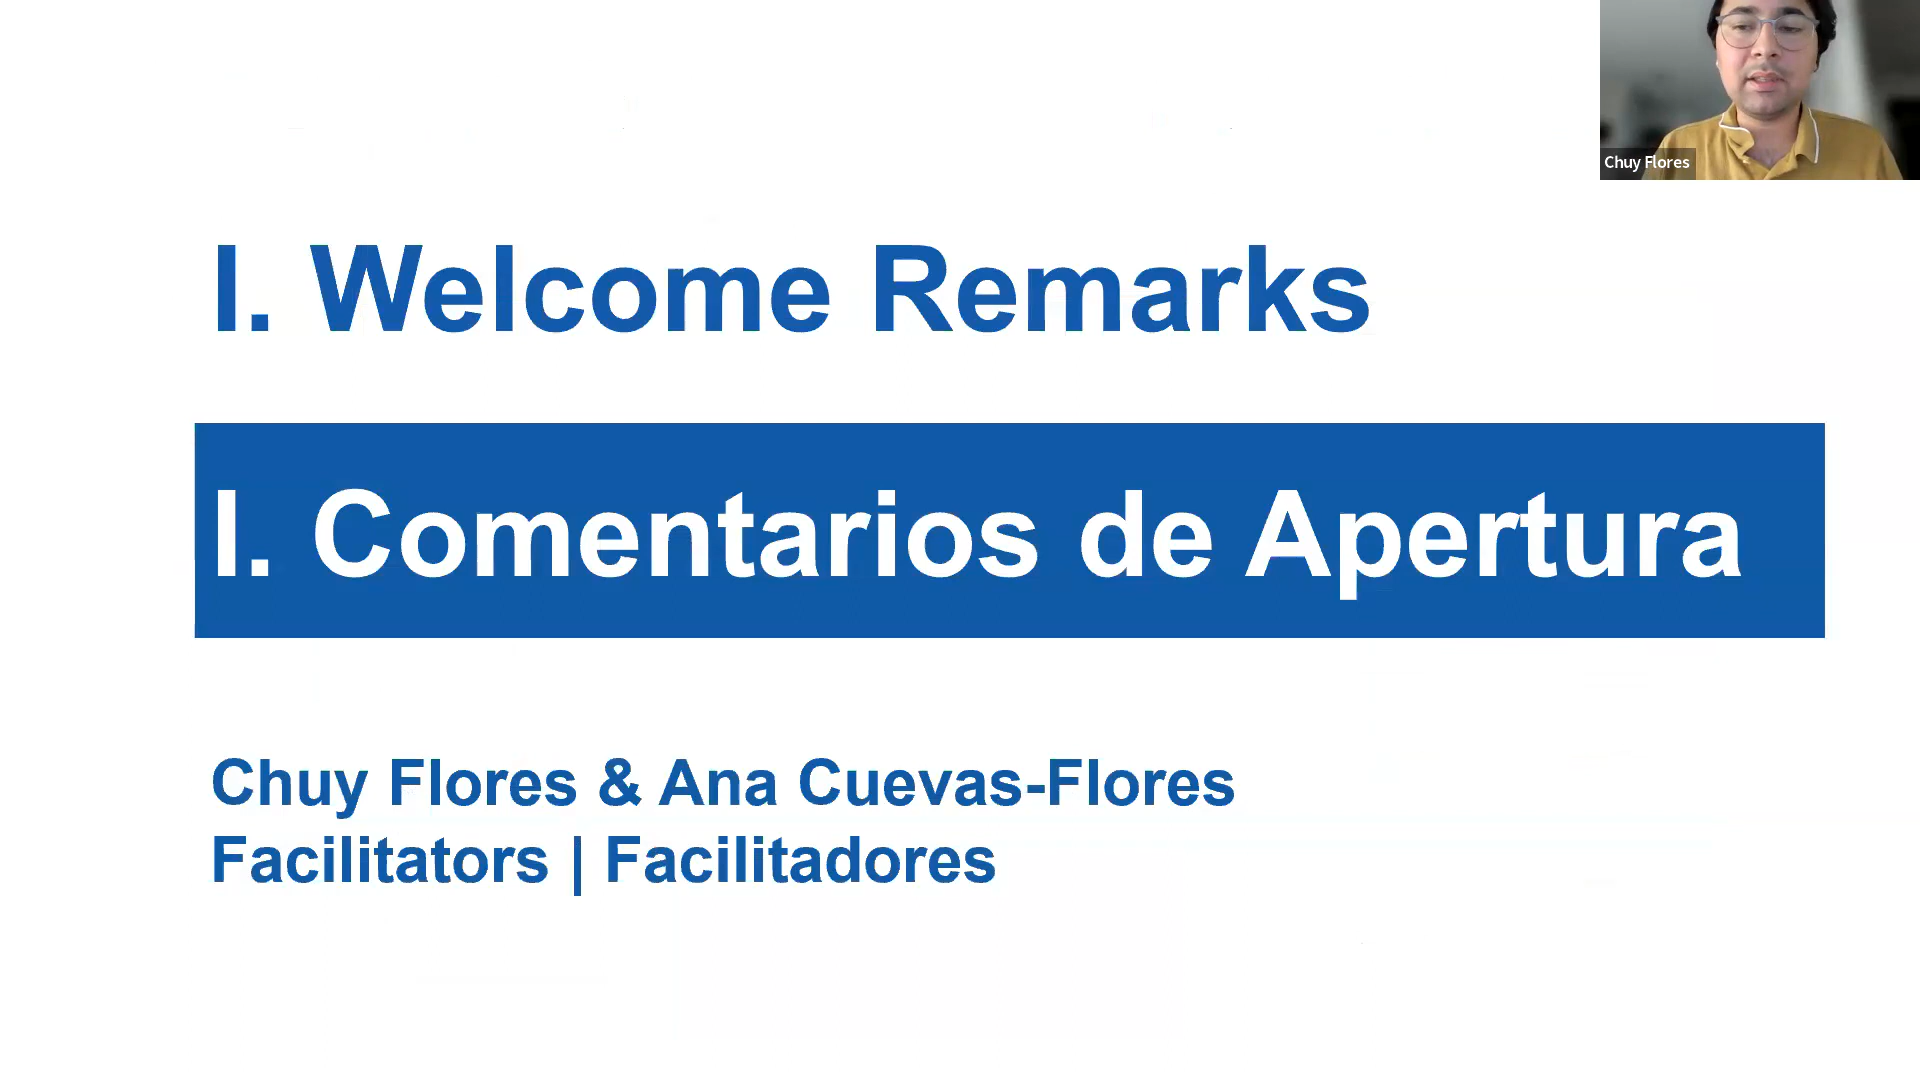 Chuy Flores
I. Welcome Remarks
I. Comentarios de Apertura
Chuy Flores & Ana Cuevas-Flores
Facilitators | Facilitadores